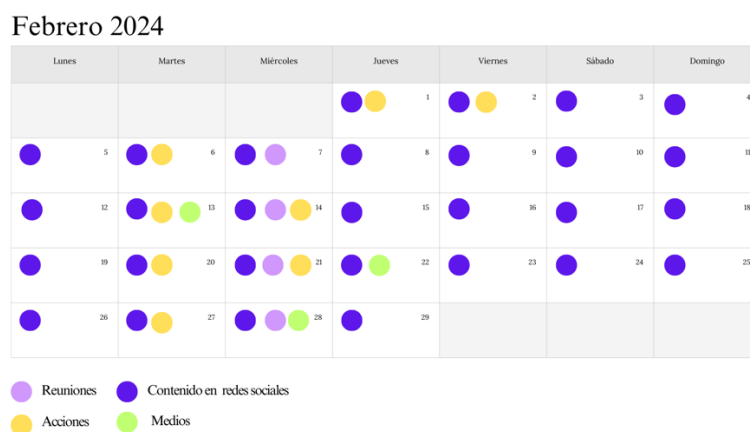 Febrero 2024
Lunes Martes Miércoles Jueves Viernes Sábado Domingo
1 2 3 4
5 6 7 8 9 10 11
12 13 14 15 16 17 18
19 20 21 22 23 24 25
26 27 28 29
Reuniones Contenido en redes sociales
Acciones Medios